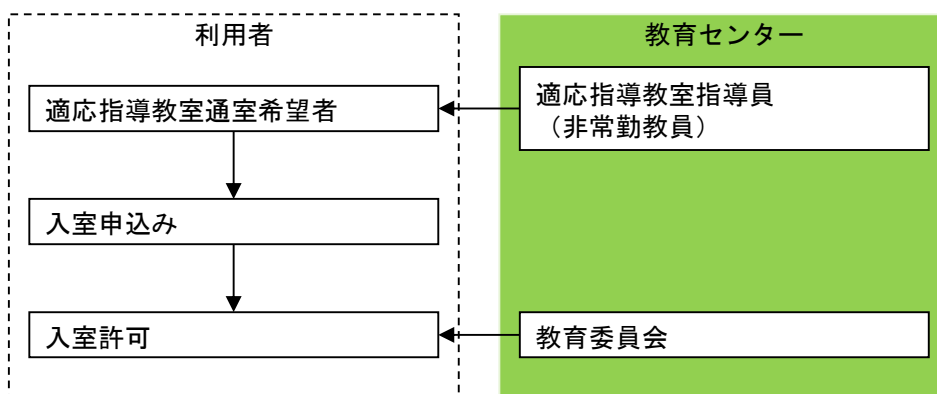 利用者
適応指導教室通室希望者
入室申込み
入室許可
教育センター
適応指導教室指導員
（非常勤教員）
教育委員会